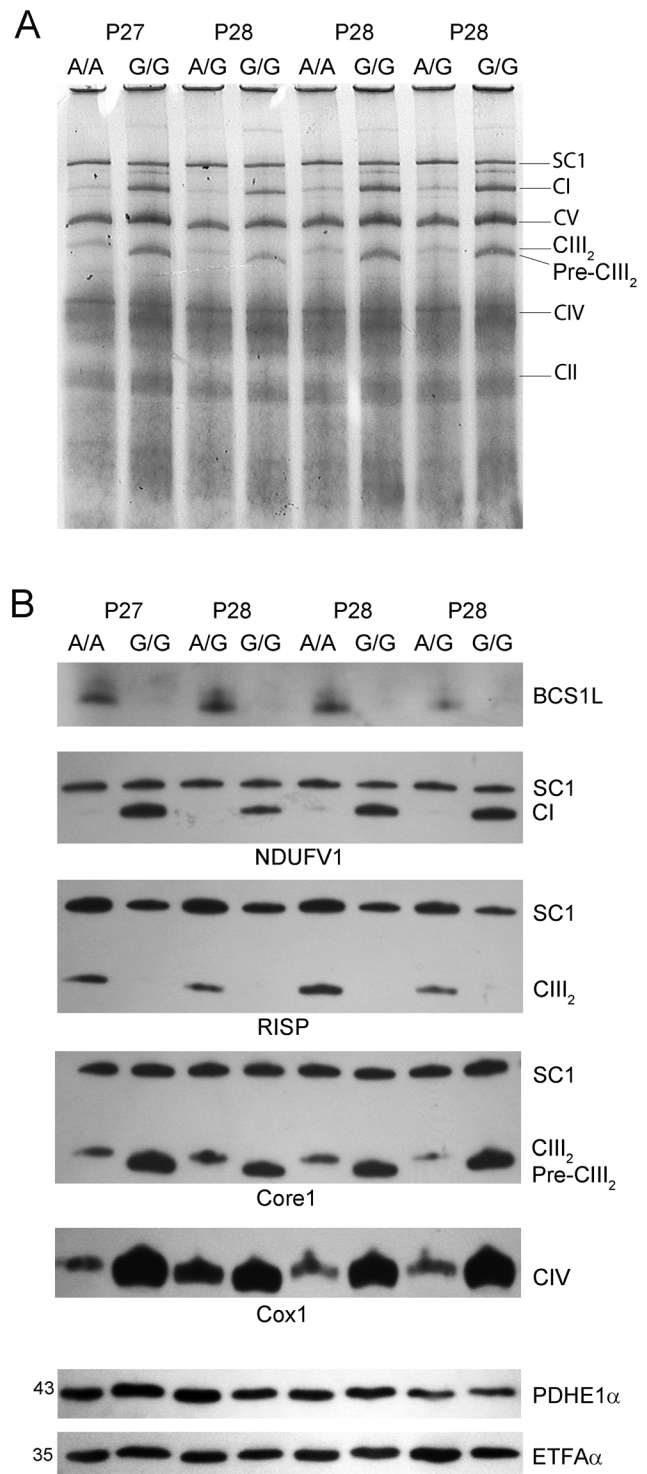 A
P27 P28 P28 P28
A/A G/G A/G G/G A/A G/G A/G G/G
SC1
CI
CV
CIII2
Pre-CIII2
CIV
CII
B
P27 P28 P28 P28
A/A G/G A/G G/G A/A G/G A/G G/G
BCS1L
SC1
CI
NDUFV1
SC1
CIII2
RISP
SC1
CIII2
Pre-CIII2
Core1
CIV
Cox1
43 PDHE1α
35 ETFAα